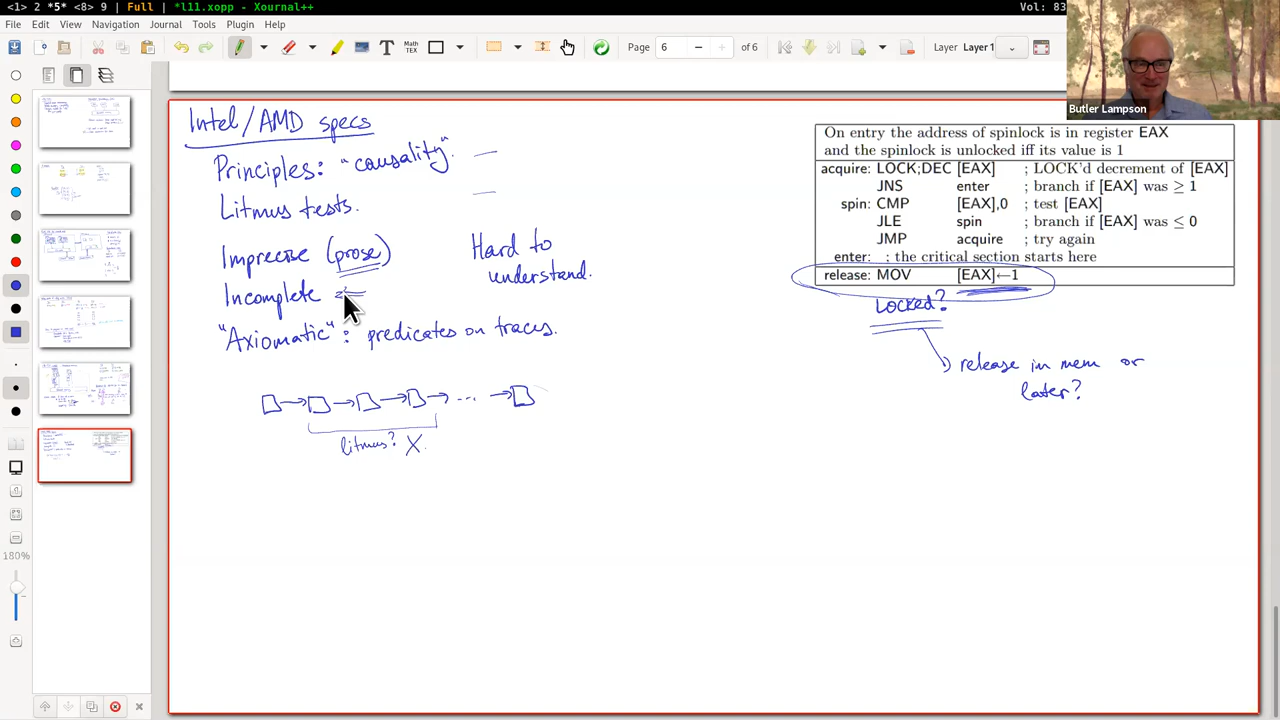 <1> 2 *5* <8> 9 | Full | *l11.xopp - Xournal++
Vol: 83
File Edit View Navigation Journal Tools Plugin Help
Page 6 of 6
Layer Layer 1
Butler Lampson
180%
Intel/AMD specs
Principles: "causality".
Litmus tests.
Imprecise (prose)
Incomplete
Hard to
understand.
"Axiomatic": predicates on traces.
litmus? X
On entry the address of spinlock is in register EAX
and the spinlock is unlocked iff its value is 1
acquire: LOCK;DEC [EAX] ; LOCK'd decrement of [EAX]
JNS enter ; branch if [EAX] was ≥ 1
spin: CMP [EAX],0 ; test [EAX]
JLE spin ; branch if [EAX] was ≤ 0
JMP acquire ; try again
enter: ; the critical section starts here
release: MOV [EAX]←1
Locked?
release in mem or
later?